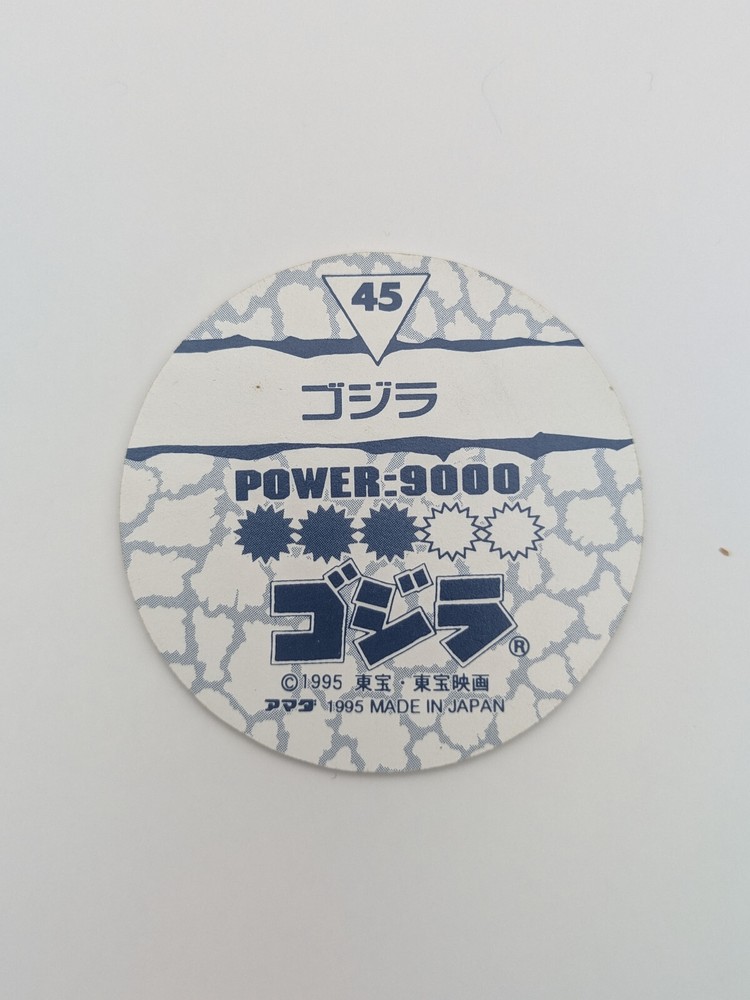 45
ゴジラ
POWER:9000
ゴジラ®
©1995 東宝・東宝映画
アマダ 1995 MADE IN JAPAN